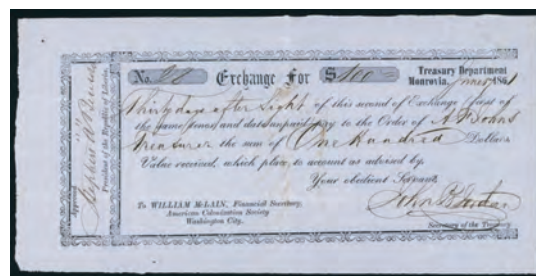 No. 28 Exchange for $100 Treasury Department
Monrovia, June 1861
Thirty days after Sight of this second of Exchange (first of
the same tenor and date unpaid) pay to the Order of A. F. Johns
Treasurer the sum of One Hundred Dollars
Value received, which place to account as advised by,
Your obedient Servant,
To WILLIAM McLAIN, Financial Secretary,
American Colonization Society
Washington City.
Secretary of the Treasury
Approved
Stephen A Benson
President of the Republic of Liberia.